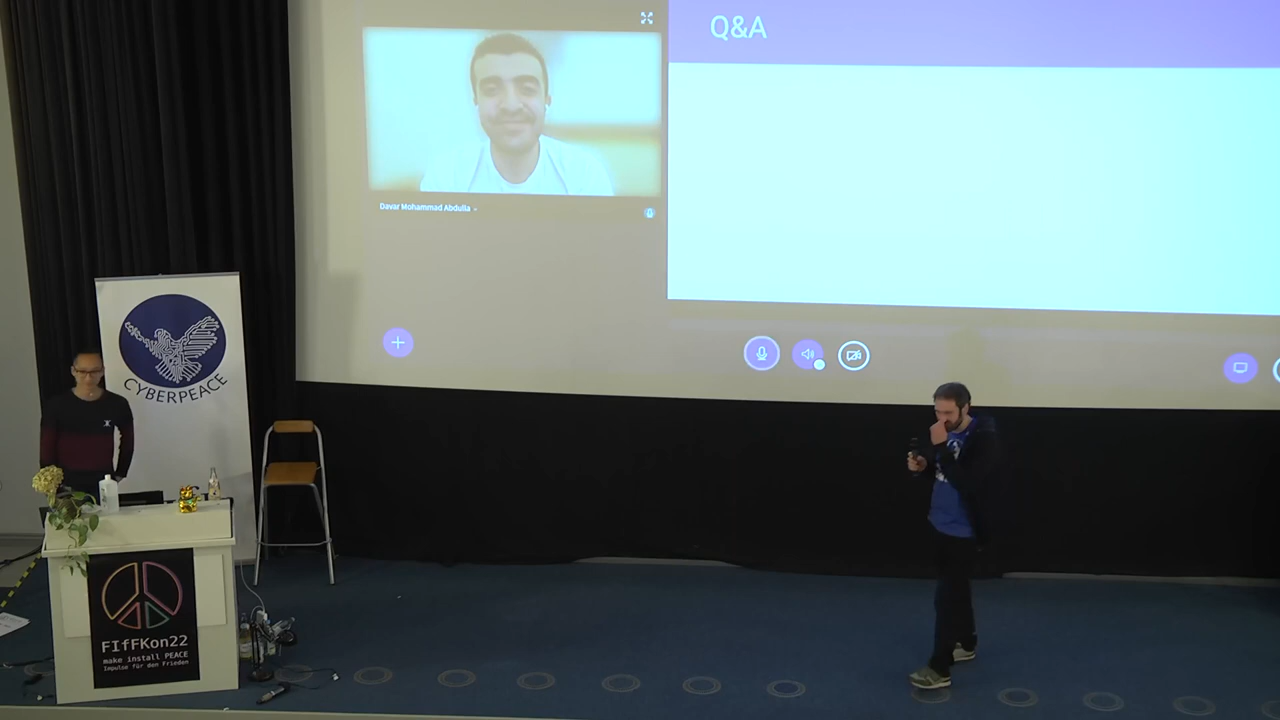 Q&A
Davar Mohammad Abdulla
CYBERPEACE
FIfFKon22
make install PEACE
Impulse für den Frieden